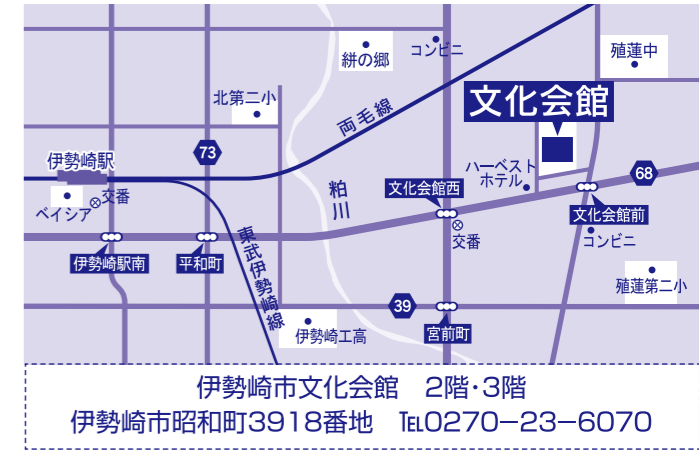 絣の郷
コンビニ
殖蓮中
文化会館
北第二小
両毛線
73
伊勢崎駅
交番
ベイシア
粕川
文化会館西
ハーベスト
ホテル
68
文化会館前
コンビニ
交番
伊勢崎駅南
平和町
東武伊勢崎線
殖蓮第二小
39
伊勢崎工高
宮前町
伊勢崎市文化会館 2階・3階
伊勢崎市昭和町3918番地 ℡0270−23−6070